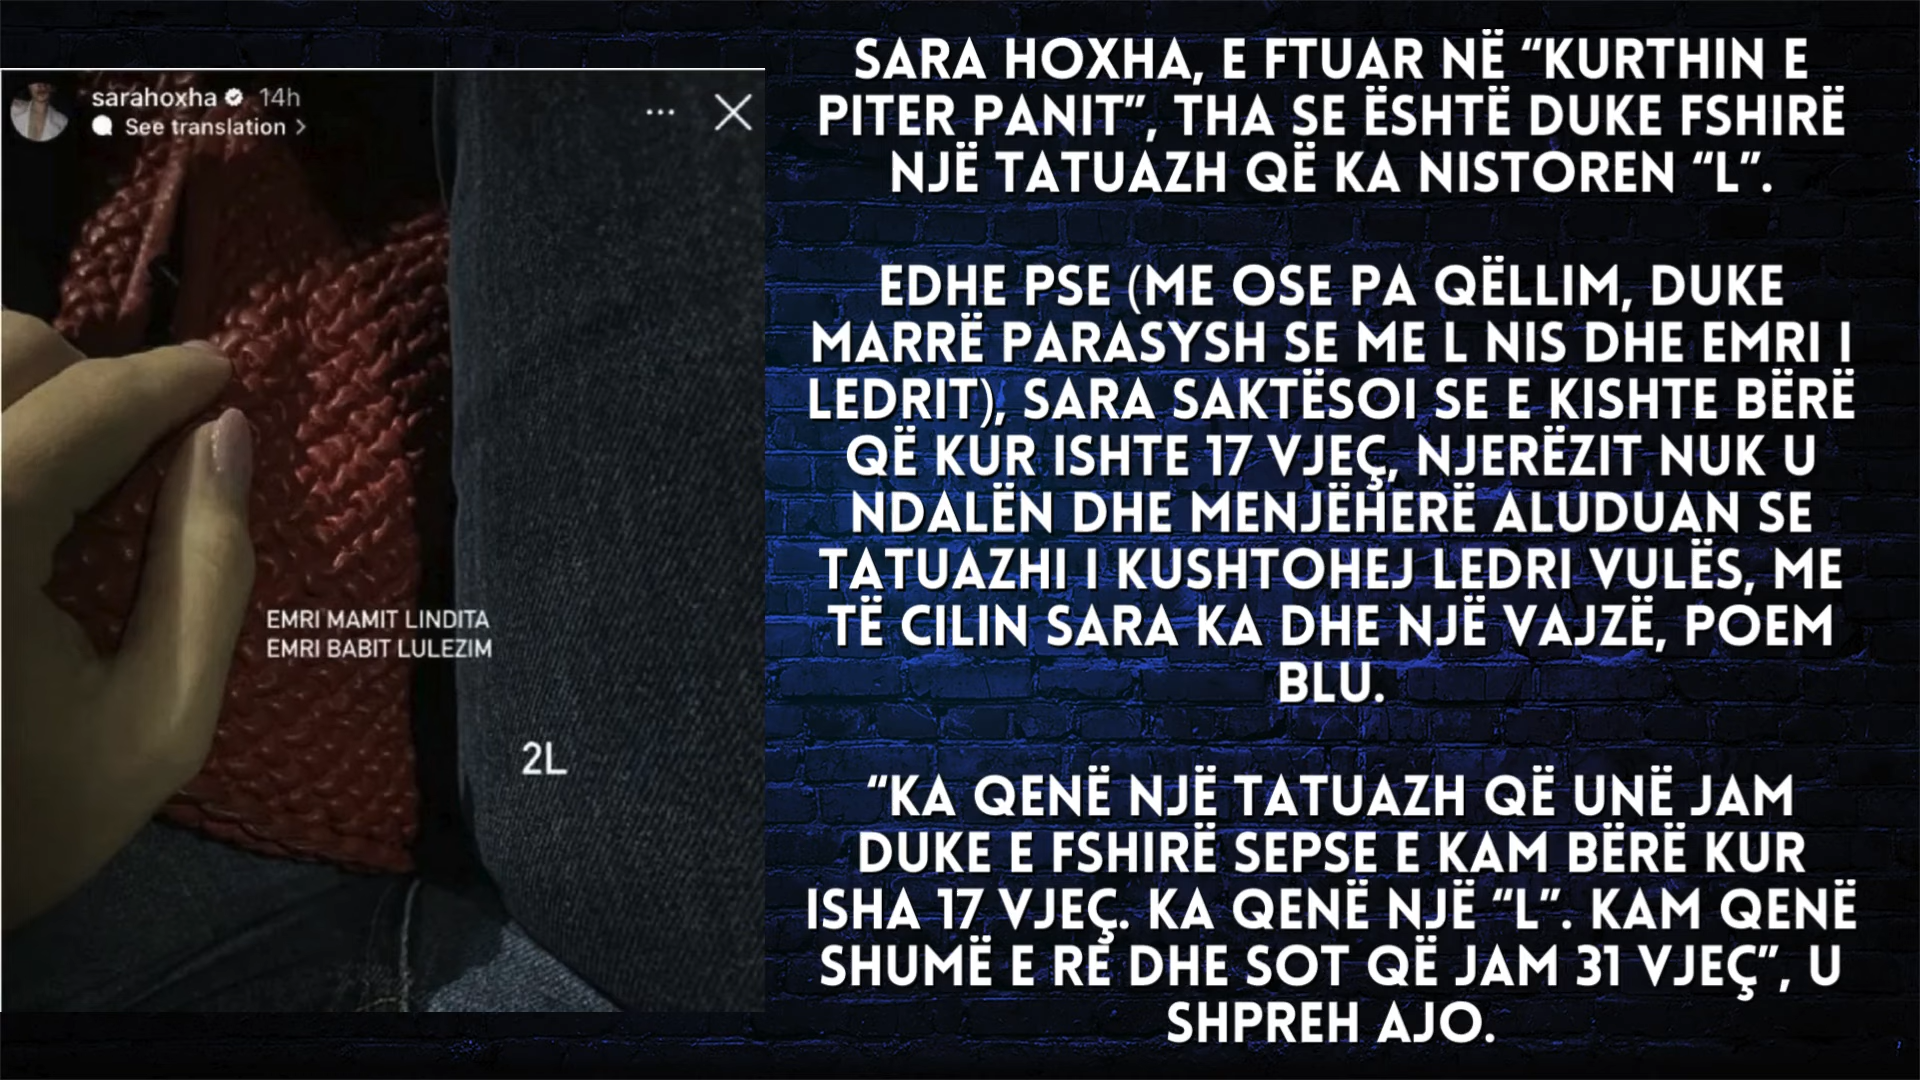 sarahoxha 14h
See translation >
EMRI MAMIT LINDITA
EMRI BABIT LULEZIM
2L
SARA HOXHA, E FTUAR NË “KURTHIN E
PITER PANIT”, THA SE ËSHTË DUKE FSHIRË
NJË TATUAZH QË KA NISTOREN “L”.
EDHE PSE (ME OSE PA QËLLIM, DUKE
MARRË PARASYSH SE ME L NIS DHE EMRI I
LEDRIT), SARA SAKTËSOI SE E KISHTE BËRË
QË KUR ISHTE 17 VJEÇ, NJERËZIT NUK U
NDALËN DHE MENJËHERË ALUDUAN SE
TATUAZHI I KUSHTOHEJ LEDRI VULËS, ME
TË CILIN SARA KA DHE NJË VAJZË, POEM
BLU.
“KA QENË NJË TATUAZH QË UNË JAM
DUKE E FSHIRË SEPSE E KAM BËRË KUR
ISHA 17 VJEÇ. KA QENË NJË “L”. KAM QENË
SHUMË E RE DHE SOT QË JAM 31 VJEÇ”, U
SHPREH AJO.